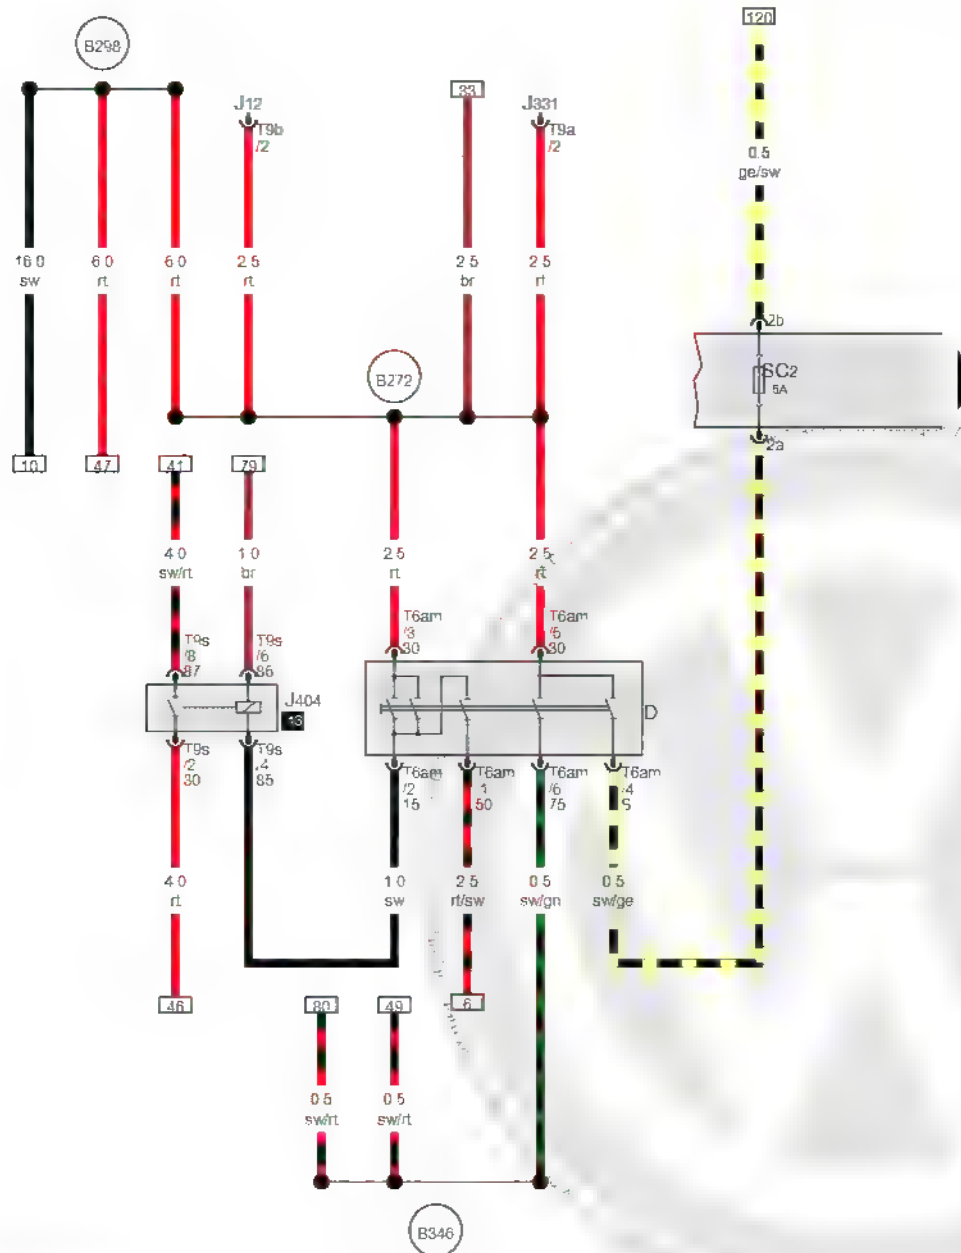 120
B298
J12
T9b
/2
33
J331
T9a
/2
0.5
ge/sw
16.0
sw
6.0
rt
6.0
rt
2.5
rt
2.5
br
2.5
rt
2b
SC2
5A
2a
B272
10
47
41
79
4.0
sw/rt
1.0
br
2.5
rt
2.5
rt
T9s
/8
87
T9s
/6
86
T6am
/3
30
T6am
/5
30
J404
13
D
T9s
/2
30
T9s
/4
85
T6am
/2
15
T6am
1
50
T6am
/6
75
T6am
/4
S
4.0
rt
1.0
sw
2.5
rt/sw
0.5
sw/gn
0.5
sw/ge
46
80
49
6
0.5
sw/rt
0.5
sw/rt
B346